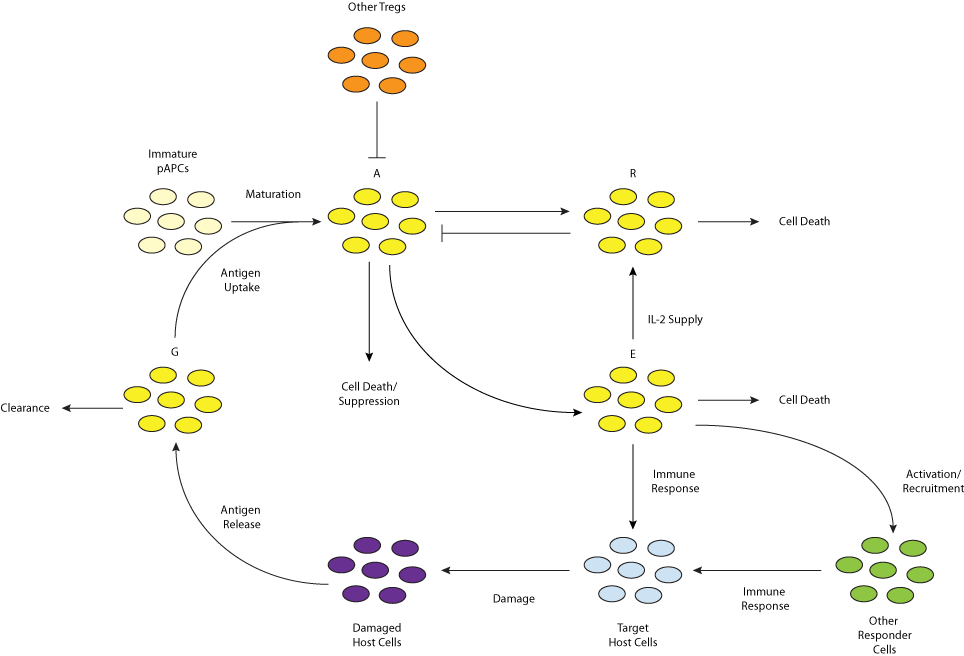 Other Tregs
Immature
pAPCs
Maturation
A
R
Cell Death
Antigen
Uptake
IL-2 Supply
G
E
Cell Death/
Suppression
Cell Death
Clearance
Immune
Response
Activation/
Recruitment
Antigen
Release
Damage
Immune
Response
Damaged
Host Cells
Target
Host Cells
Other
Responder
Cells